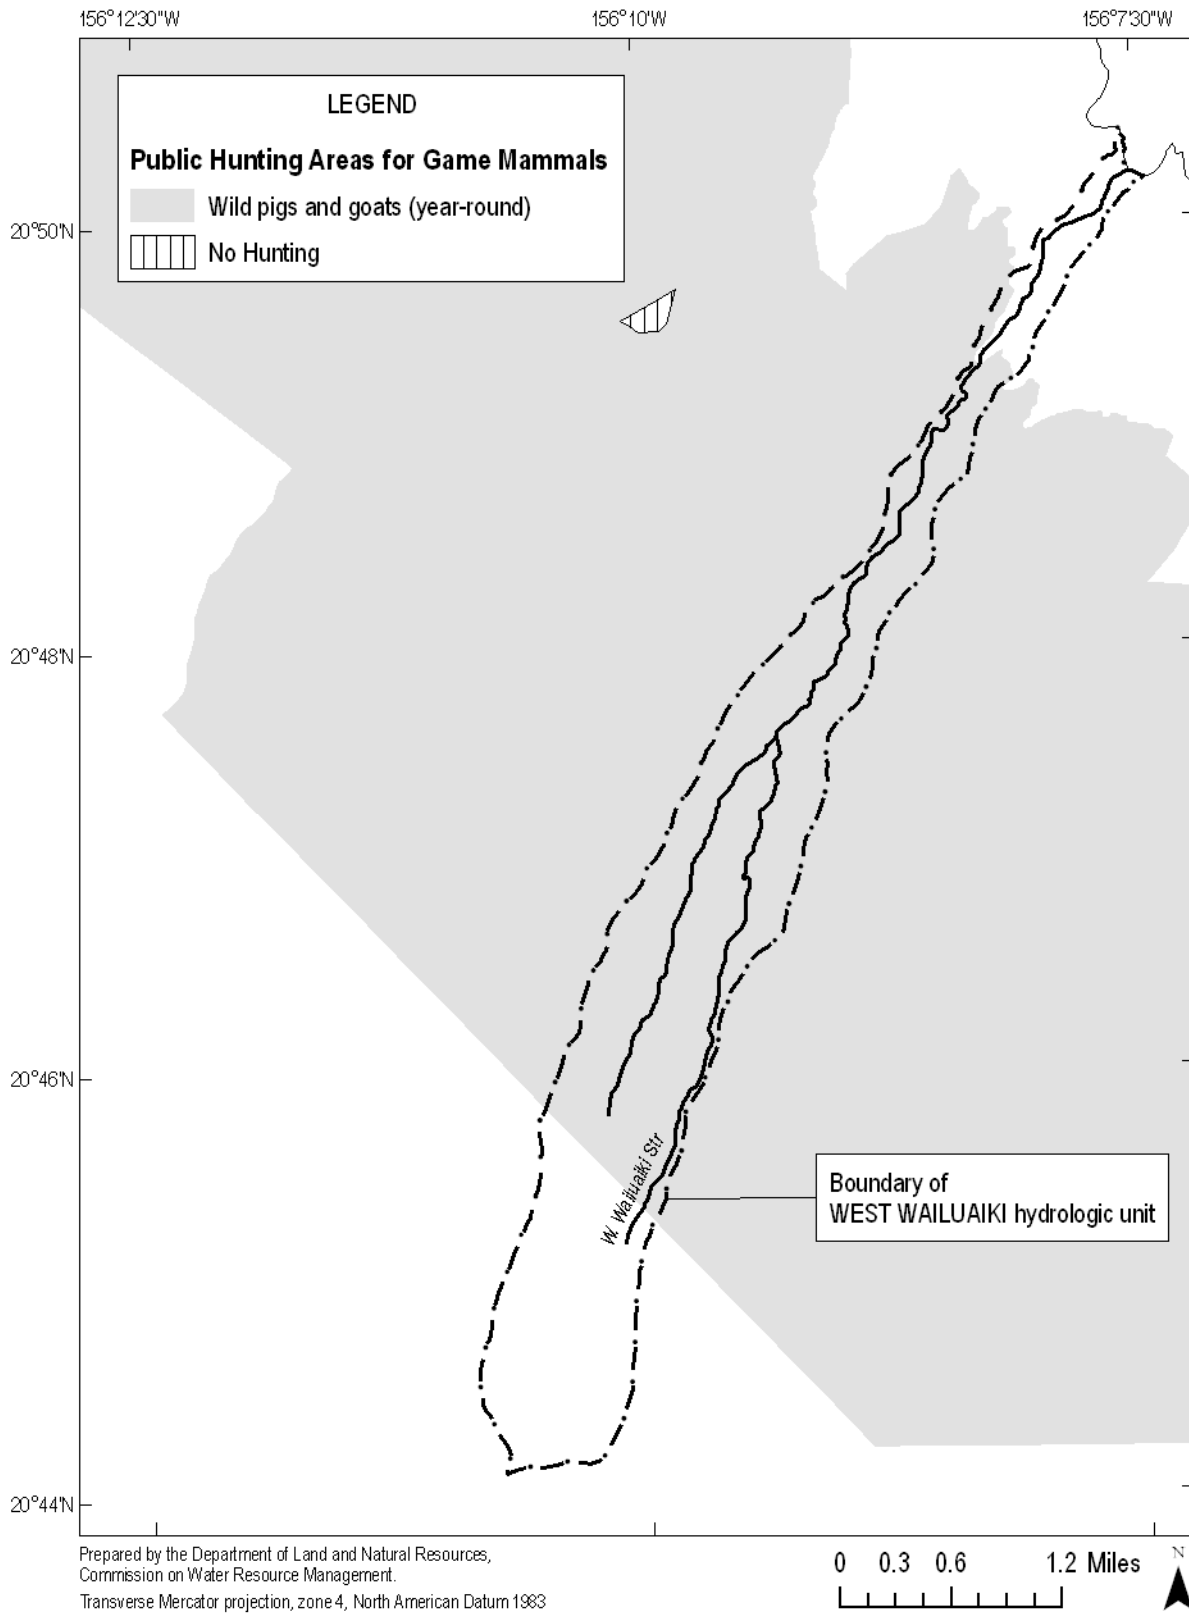 156°12'30"W 156°10'W 156°7'30"W
LEGEND
Public Hunting Areas for Game Mammals
Wild pigs and goats (year-round)
No Hunting
20°50'N
20°48'N
20°46'N
W. Wailuaiki Str
Boundary of
WEST WAILUAIKI hydrologic unit
20°44'N
Prepared by the Department of Land and Natural Resources,
Commission on Water Resource Management.
Transverse Mercator projection, zone 4, North American Datum 1983
0 0.3 0.6 1.2 Miles
N